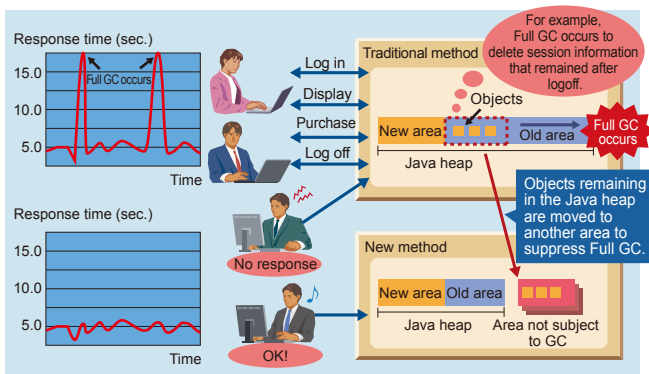 Response time (sec.)
15.0
10.0
5.0
Full GC occurs
Time
Log in
Display
Purchase
Log off
Traditional method
For example,
Full GC occurs to
delete session information
that remained after
logoff.
Objects
New area
Old area
Full GC
occurs
Java heap
Objects remaining
in the Java heap
are moved to
another area to
suppress Full GC.
Response time (sec.)
15.0
10.0
5.0
Time
No response
OK!
New method
New area
Old area
Java heap
Area not subject
to GC